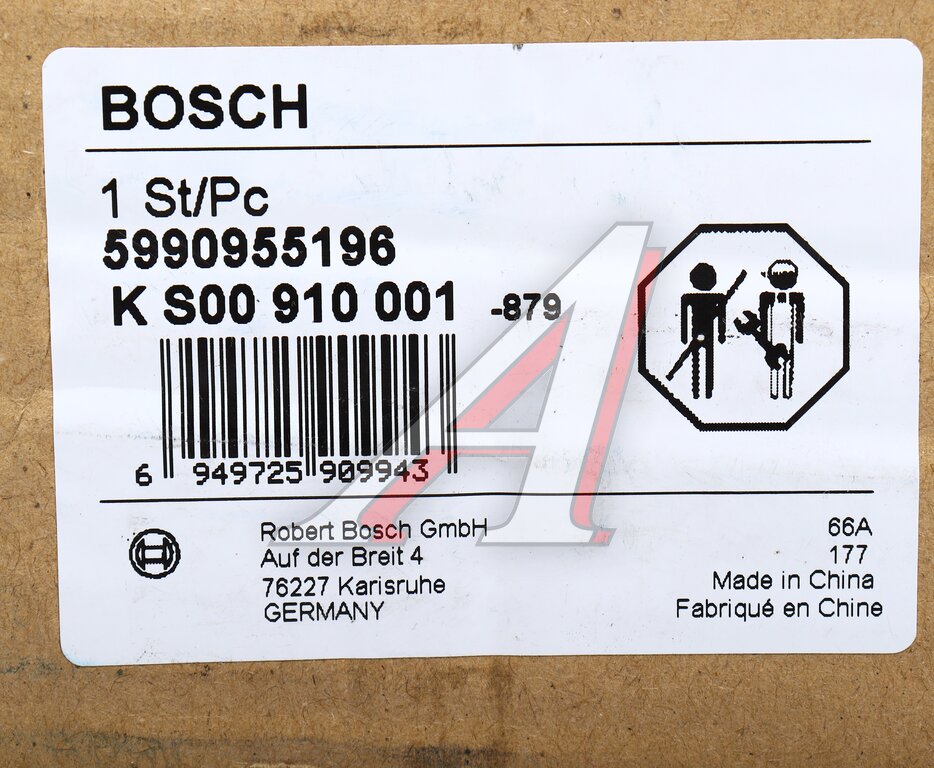 BOSCH
1 St/Pc
5990955196
K S00 910 001 -879
6 949725 909943
Robert Bosch GmbH
Auf der Breit 4
76227 Karisruhe
GERMANY
66A
177
Made in China
Fabriqué en Chine